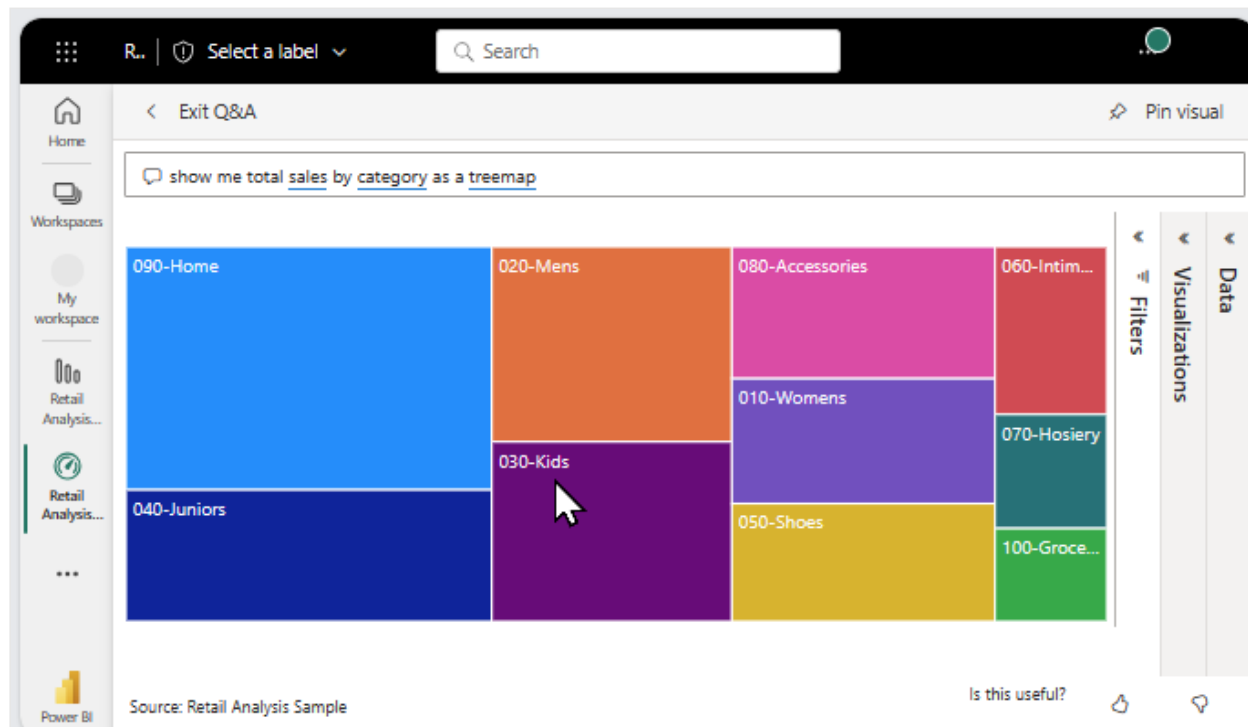 R.. Select a label
Search
Home
Workspaces
My
workspace
Retail
Analysis...
Retail
Analysis...
...
Power BI
Exit Q&A
Pin visual
show me total sales by category as a treemap
090-Home
020-Mens
080-Accessories
060-Intim...
010-Womens
070-Hosiery
030-Kids
040-Juniors
050-Shoes
100-Groce...
Filters
Visualizations
Data
Source: Retail Analysis Sample
Is this useful?